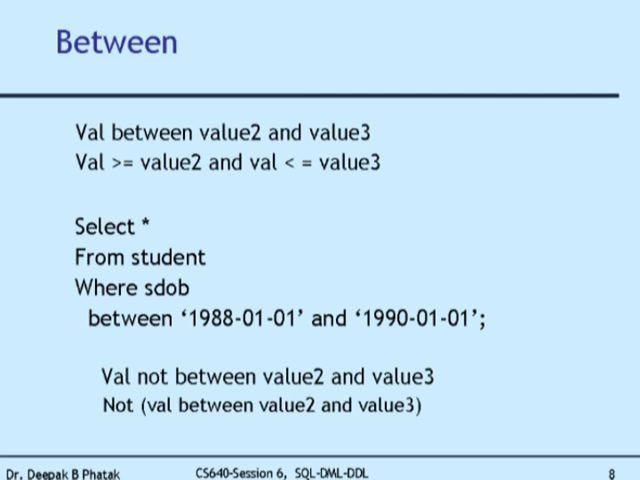 Between
Val between value2 and value3
Val >= value2 and val < = value3
Select *
From student
Where sdob
between ‘1988-01-01’ and ‘1990-01-01’;
Val not between value2 and value3
Not (val between value2 and value3)
Dr. Deepak B Phatak CS640-Session 6, SQL-DML-DDL 8